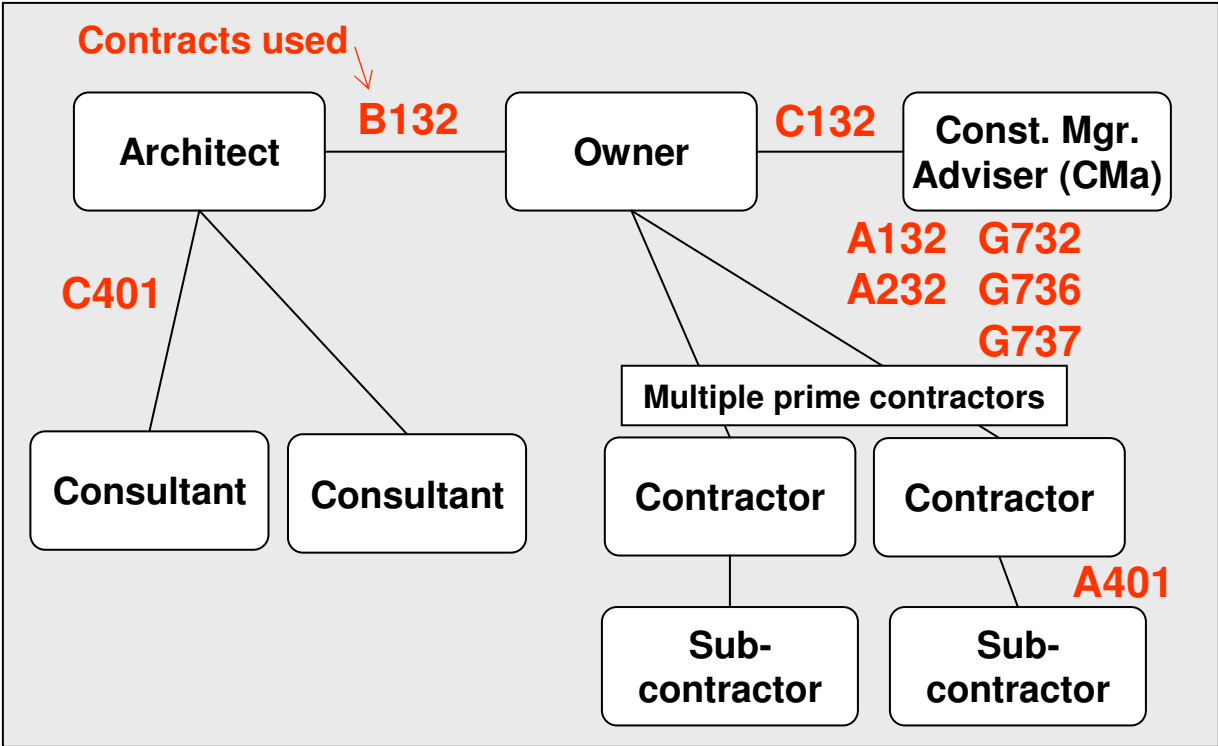 Contracts used
B132
C132
Architect
Owner
Const. Mgr.
Adviser (CMa)
A132 G732
A232 G736
G737
C401
Multiple prime contractors
Consultant
Consultant
Contractor
Contractor
A401
Sub-
contractor
Sub-
contractor